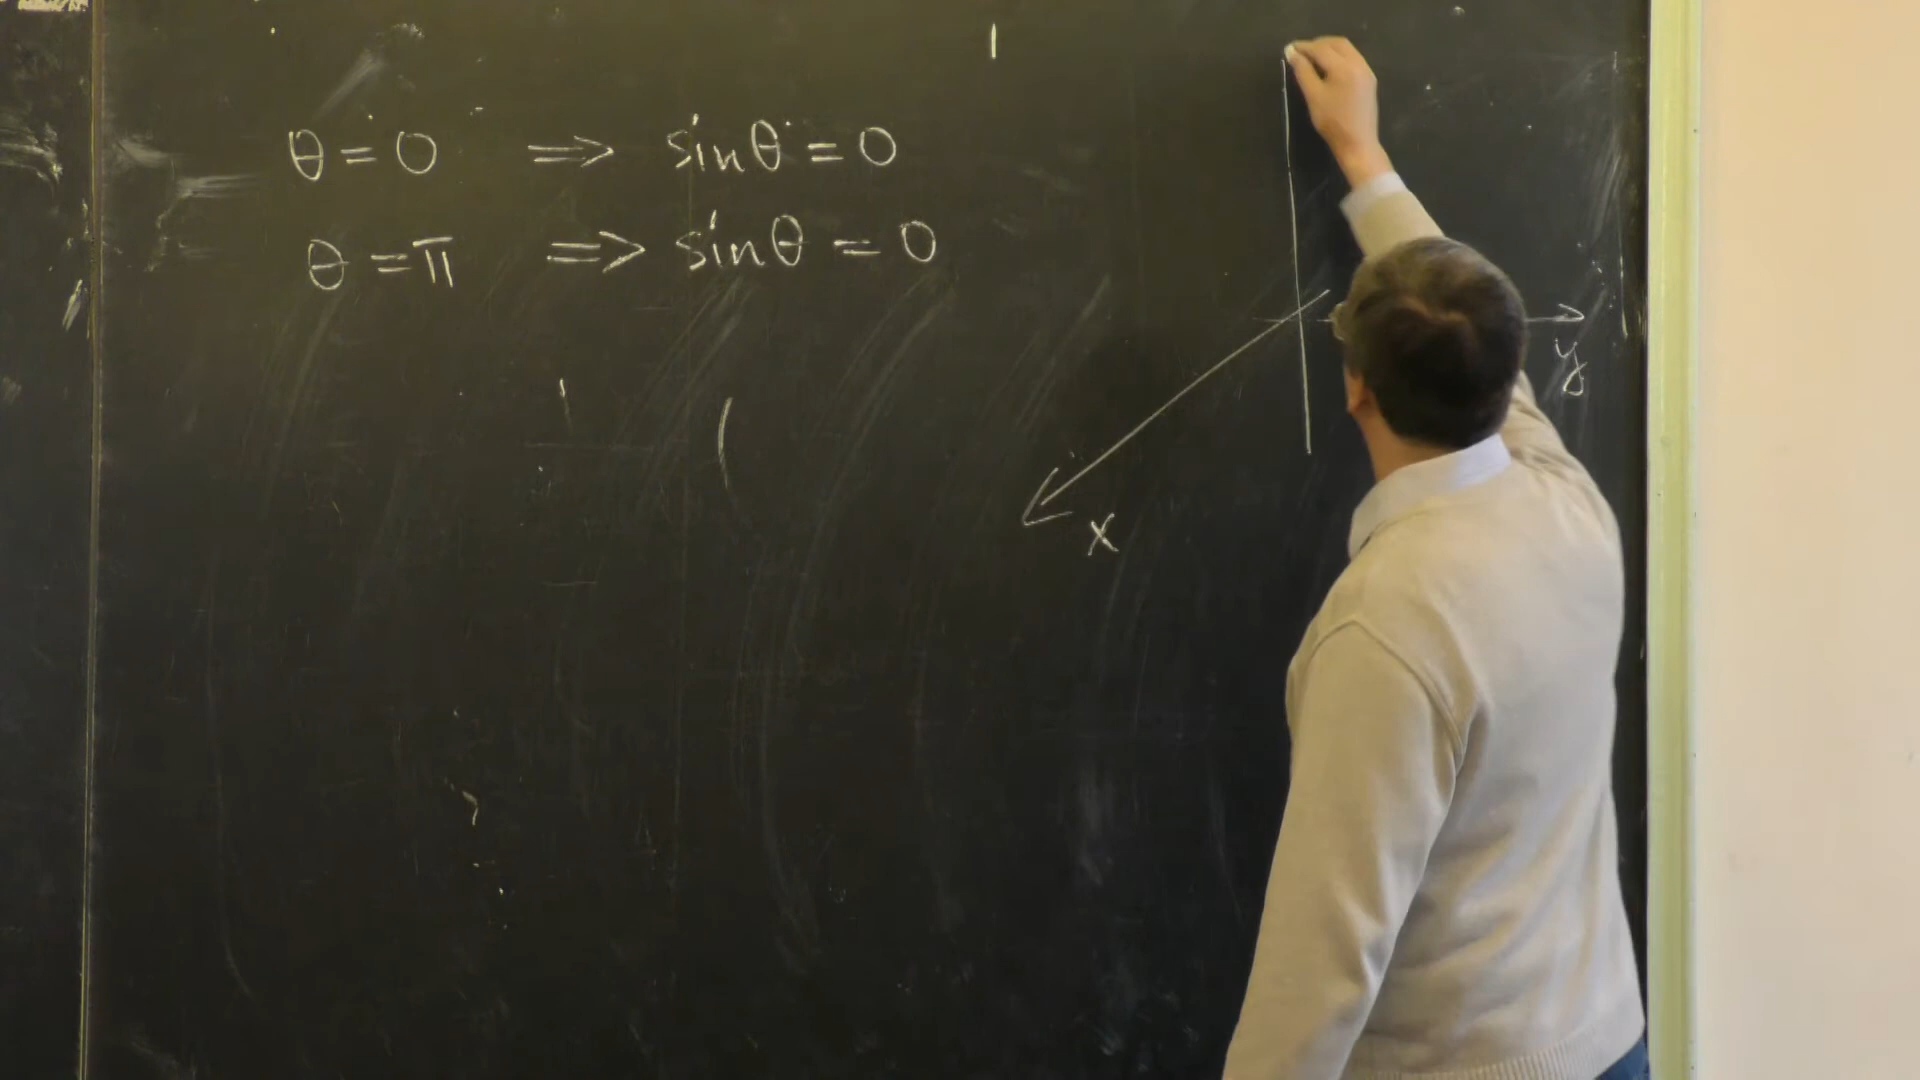 θ = 0 ⇒ sinθ = 0
θ = π ⇒ sinθ = 0
y
x